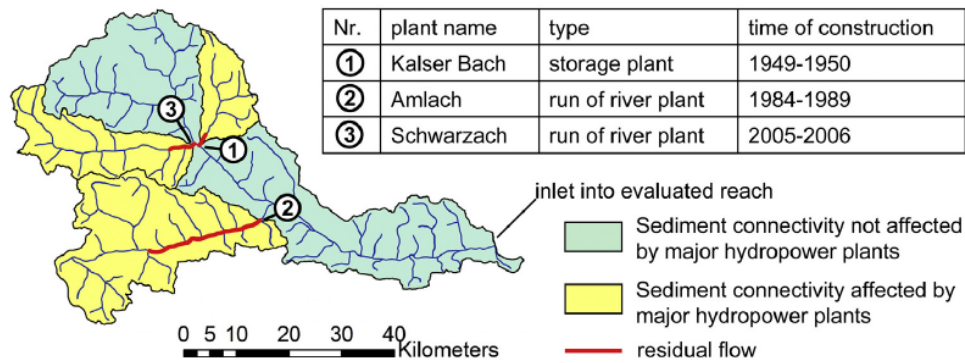 Nr. plant name type time of construction
1 Kalser Bach storage plant 1949-1950
2 Amlach run of river plant 1984-1989
3 Schwarzach run of river plant 2005-2006
3
1
2
inlet into evaluated reach
Sediment connectivity not affected
by major hydropower plants
Sediment connectivity affected by
major hydropower plants
residual flow
0 5 10 20 30 40
Kilometers